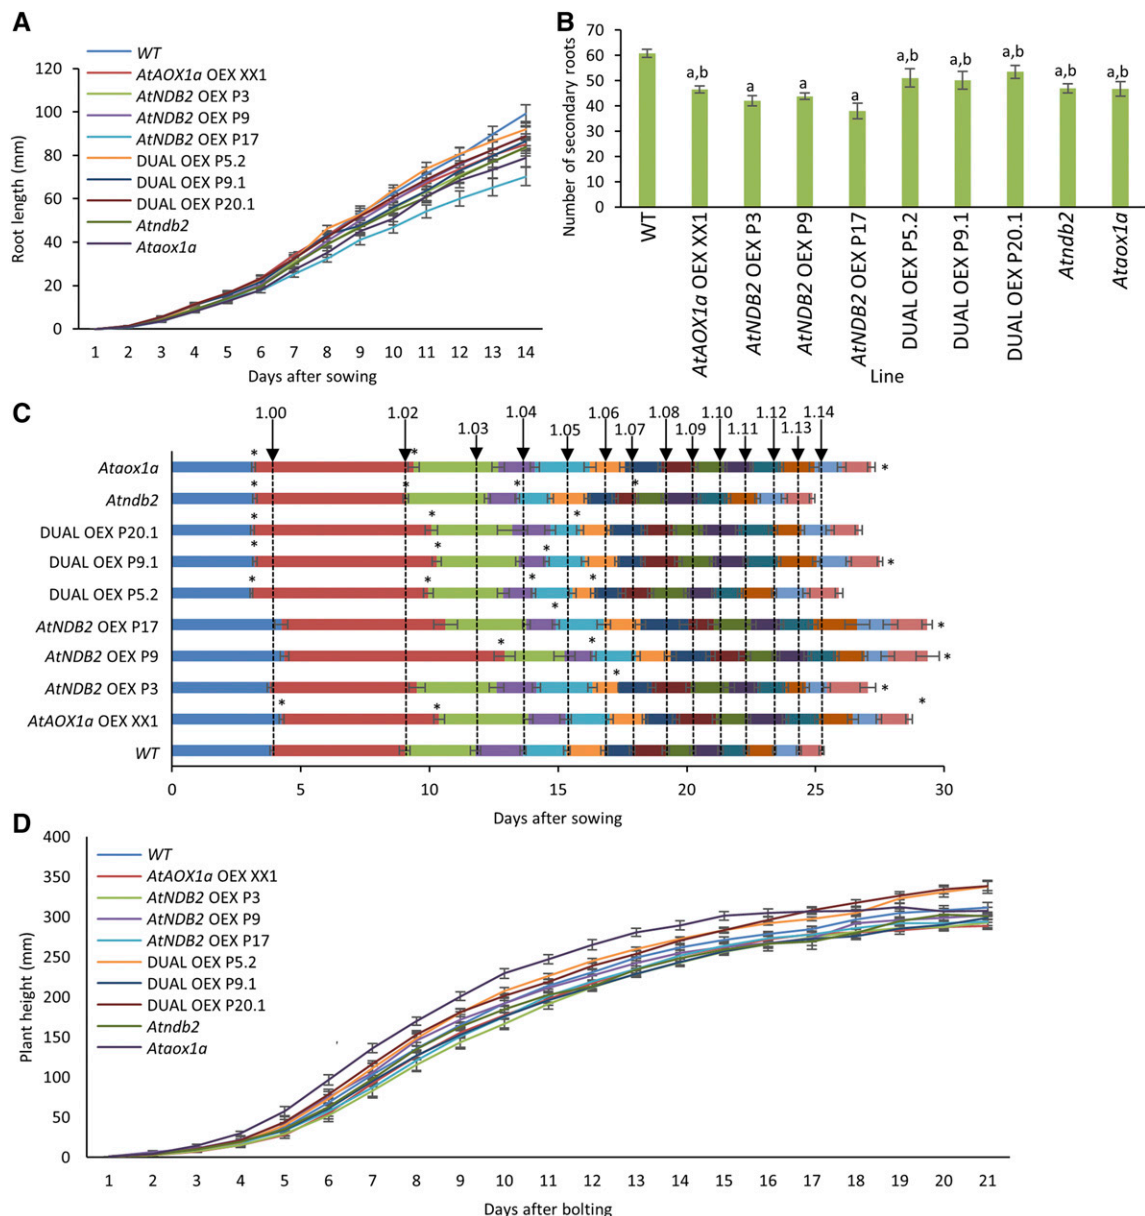 A
WT
AtAOX1a OEX XX1
AtNDB2 OEX P3
AtNDB2 OEX P9
AtNDB2 OEX P17
DUAL OEX P5.2
DUAL OEX P9.1
DUAL OEX P20.1
Atndb2
Ataox1a
Root length (mm)
120
100
80
60
40
20
0
1 2 3 4 5 6 7 8 9 10 11 12 13 14
Days after sowing
B
Number of secondary roots
70
60
50
40
30
20
10
0
a,b a a a a,b a,b a,b a,b a,b
WT
AtAOX1a OEX XX1
AtNDB2 OEX P3
AtNDB2 OEX P9
AtNDB2 OEX P17
DUAL OEX P5.2
DUAL OEX P9.1
DUAL OEX P20.1
Atndb2
Ataox1a
Line
C
1.00 1.02 1.03 1.04 1.05 1.06 1.07 1.08 1.09 1.10 1.11 1.12 1.13 1.14
Ataox1a
Atndb2
DUAL OEX P20.1
DUAL OEX P9.1
DUAL OEX P5.2
AtNDB2 OEX P17
AtNDB2 OEX P9
AtNDB2 OEX P3
AtAOX1a OEX XX1
WT
0 5 10 15 20 25 30
Days after sowing
D
Plant height (mm)
400
350
300
250
200
150
100
50
0
WT
AtAOX1a OEX XX1
AtNDB2 OEX P3
AtNDB2 OEX P9
AtNDB2 OEX P17
DUAL OEX P5.2
DUAL OEX P9.1
DUAL OEX P20.1
Atndb2
Ataox1a
1 2 3 4 5 6 7 8 9 10 11 12 13 14 15 16 17 18 19 20 21
Days after bolting